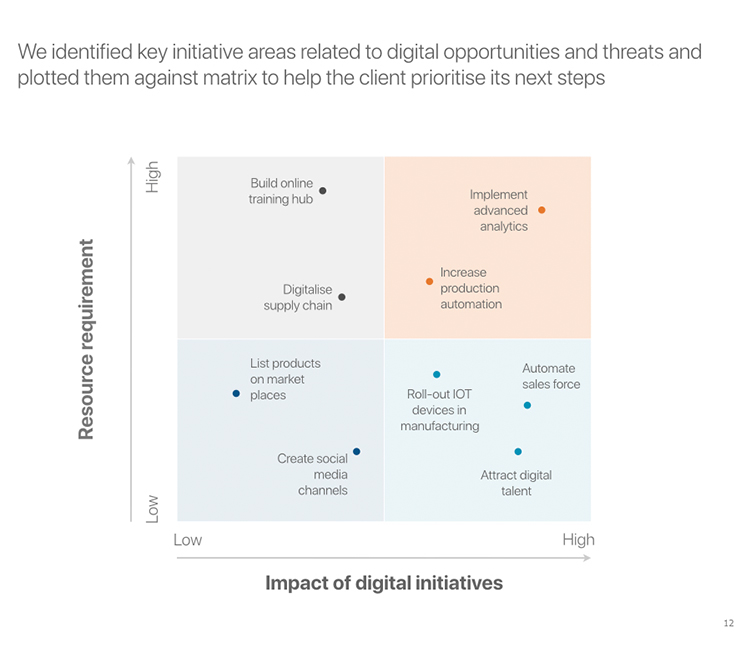 We identified key initiative areas related to digital opportunities and threats and
plotted them against matrix to help the client prioritise its next steps
High
Build online
training hub
Implement
advanced
analytics
Increase
production
automation
Digitalise
supply chain
Resource requirement
List products
on market
places
Automate
sales force
Roll-out IOT
devices in
manufacturing
Create social
media
channels
Attract digital
talent
Low
Low
High
Impact of digital initiatives
12